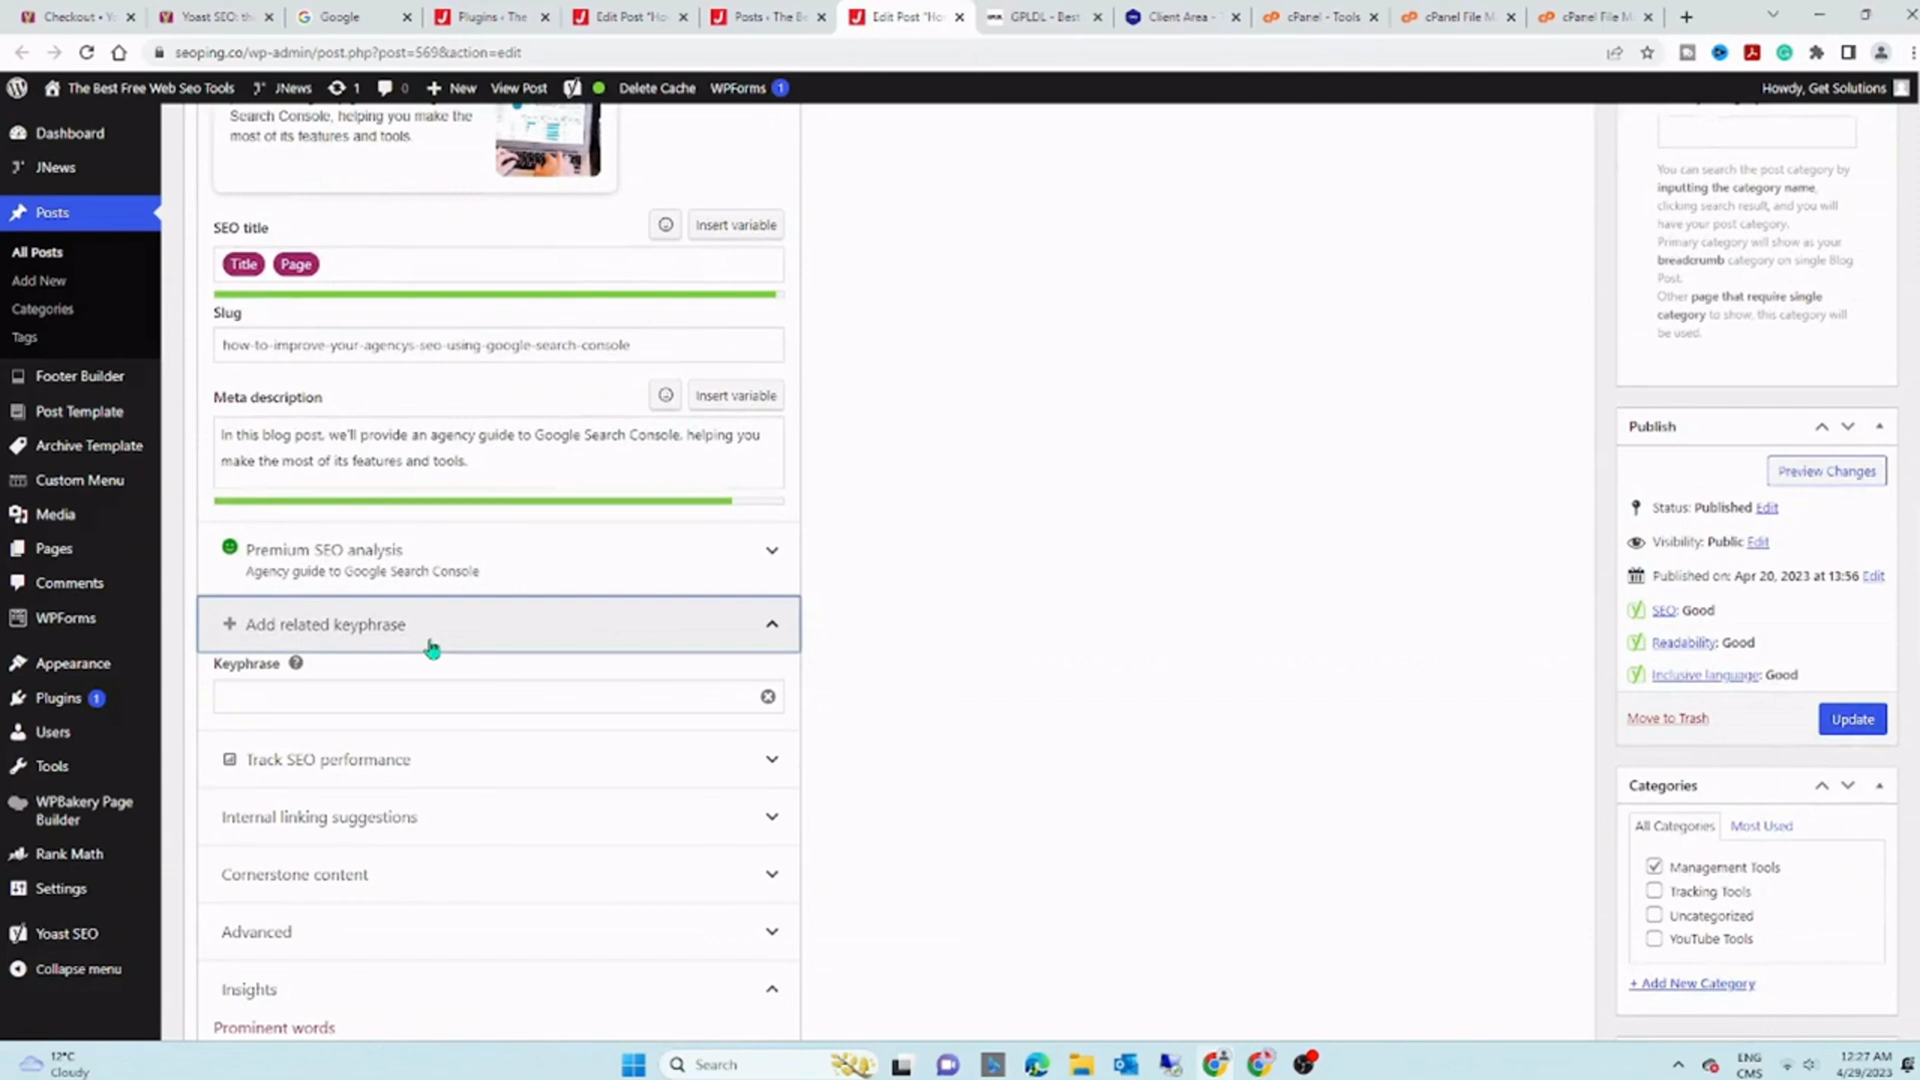 Checkout • Yo
Yoast SEO: the
Google
Plugins ‹ The
Edit Post "Ho
Posts ‹ The Be
Edit Post "Ho
GPLDL - Best
Client Area -
cPanel - Tools
cPanel File M
cPanel File M
seoping.co/wp-admin/post.php?post=569&action=edit
The Best Free Web Seo Tools
JNews
1
0
New
View Post
Delete Cache
WPForms 1
Howdy, Get Solutions
Dashboard
JNews
Posts
All Posts
Add New
Categories
Tags
Footer Builder
Post Template
Archive Template
Custom Menu
Media
Pages
Comments
WPForms
Appearance
Plugins 1
Users
Tools
WPBakery Page
Builder
Rank Math
Settings
Yoast SEO
Collapse menu
Search Console, helping you make the
most of its features and tools.
SEO title
Insert variable
Title Page
Slug
how-to-improve-your-agencys-seo-using-google-search-console
Meta description
Insert variable
In this blog post, we'll provide an agency guide to Google Search Console, helping you
make the most of its features and tools.
Premium SEO analysis
Agency guide to Google Search Console
+ Add related keyphrase
Keyphrase
Track SEO performance
Internal linking suggestions
Cornerstone content
Advanced
Insights
Prominent words
You can search the post category by
inputting the category name,
clicking search result, and you will
have your post category.
Primary category will show as your
breadcrumb category on single Blog
Post.
Other page that require single
category to show, this category will
be used.
Publish
Preview Changes
Status: Published Edit
Visibility: Public Edit
Published on: Apr 20, 2023 at 13:56 Edit
SEO: Good
Readability: Good
Inclusive language: Good
Move to Trash
Update
Categories
All Categories
Most Used
Management Tools
Tracking Tools
Uncategorized
YouTube Tools
+ Add New Category
12°C
Cloudy
Search
ENG
CMS
12:27 AM
4/29/2023